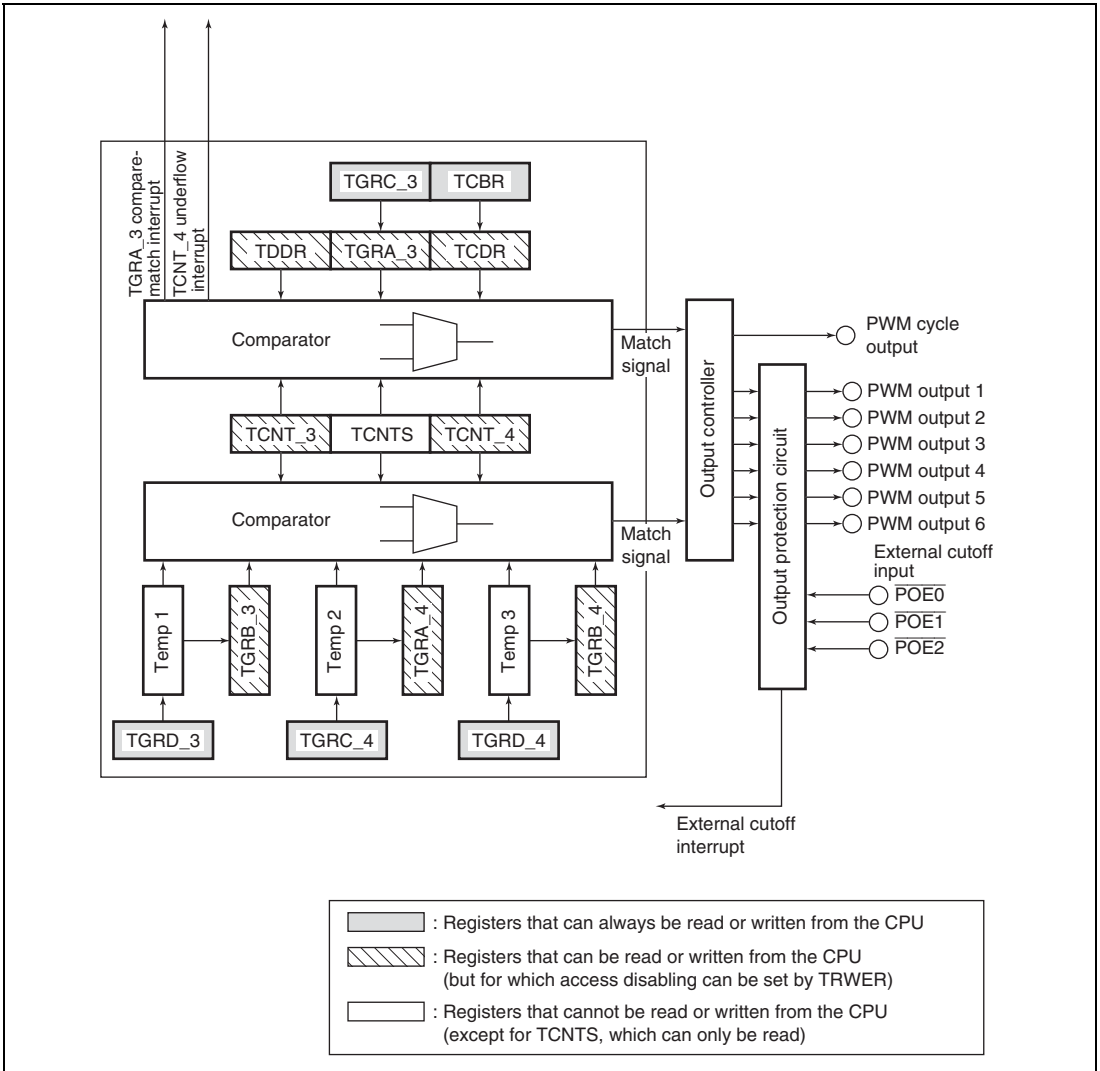 TGRA_3 compare-
match interrupt
TCNT_4 underflow
interrupt
TGRC_3 TCBR
TDDR TGRA_3 TCDR
Comparator
Match
signal
TCNT_3 TCNTS TCNT_4
Comparator
Match
signal
Temp 1
TGRB_3
Temp 2
TGRA_4
Temp 3
TGRB_4
TGRD_3 TGRC_4 TGRD_4
Output controller
Output protection circuit
PWM cycle
output
PWM output 1
PWM output 2
PWM output 3
PWM output 4
PWM output 5
PWM output 6
External cutoff
input
POE0
POE1
POE2
External cutoff
interrupt
: Registers that can always be read or written from the CPU
: Registers that can be read or written from the CPU
(but for which access disabling can be set by TRWER)
: Registers that cannot be read or written from the CPU
(except for TCNTS, which can only be read)